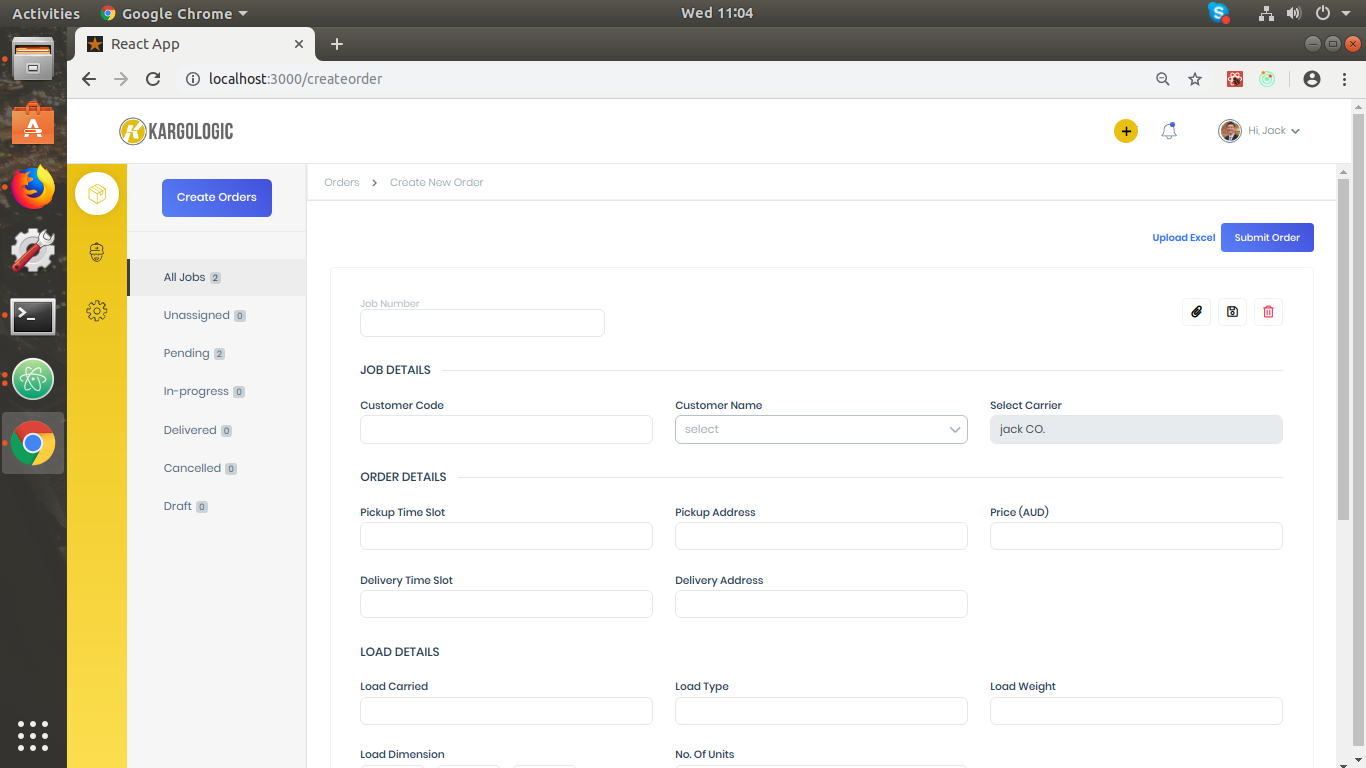 Activities Google Chrome Wed 11:04
React App
localhost:3000/createorder
KARGOLOGIC
Hi, Jack
Create Orders
Orders > Create New Order
Upload Excel Submit Order
All Jobs 2
Unassigned 0
Pending 2
In-progress 0
Delivered 0
Cancelled 0
Draft 0
Job Number
JOB DETAILS
Customer Code Customer Name Select Carrier
select jack CO.
ORDER DETAILS
Pickup Time Slot Pickup Address Price (AUD)
Delivery Time Slot Delivery Address
LOAD DETAILS
Load Carried Load Type Load Weight
Load Dimension No. Of Units